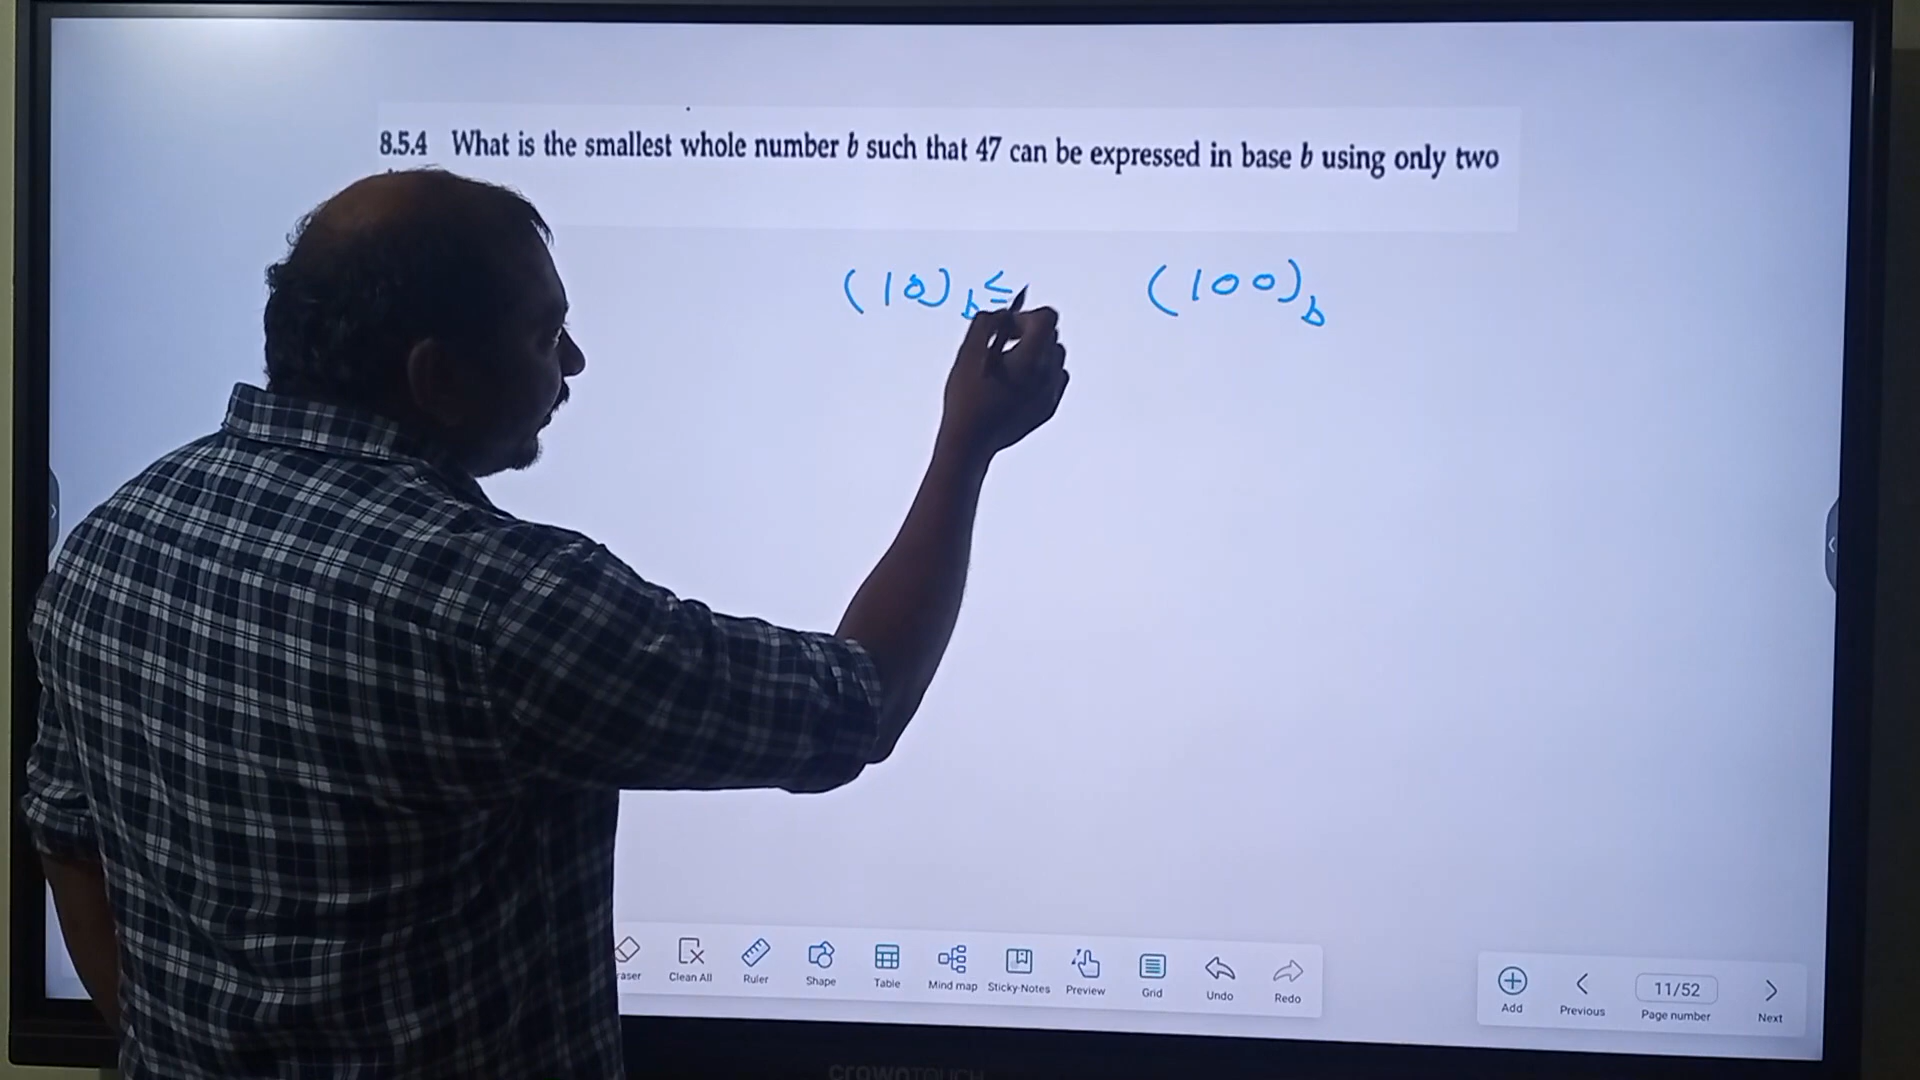 8.5.4 What is the smallest whole number b such that 47 can be expressed in base b using only two
(10)b ≤ (100)b
raser Clean All Ruler Shape Table Mind map Sticky-Notes Preview Grid Undo Redo
Add Previous 11/52 Page number Next